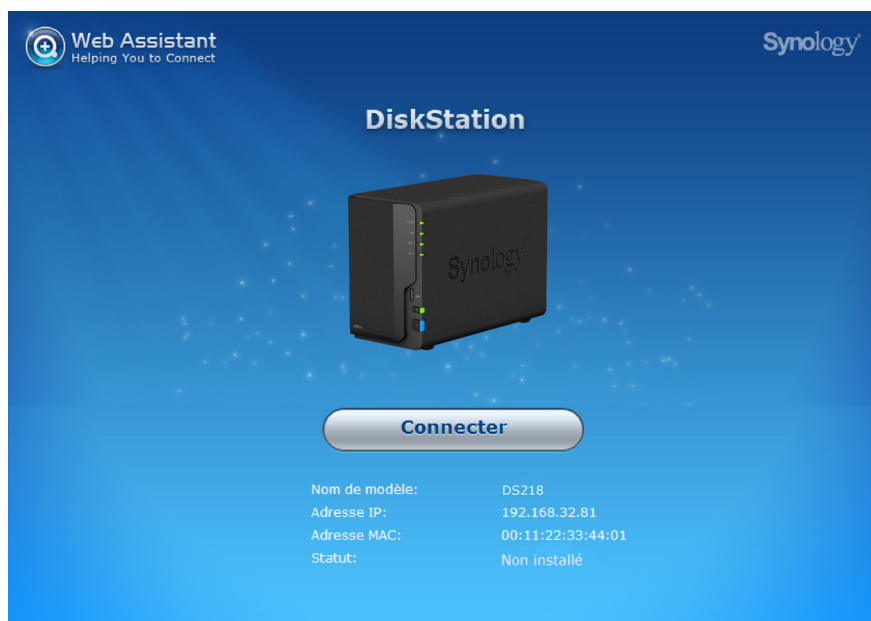 Web Assistant
Helping You to Connect
Synology
DiskStation
Synology
Connecter
Nom de modèle: DS218
Adresse IP: 192.168.32.81
Adresse MAC: 00:11:22:33:44:01
Statut: Non installé